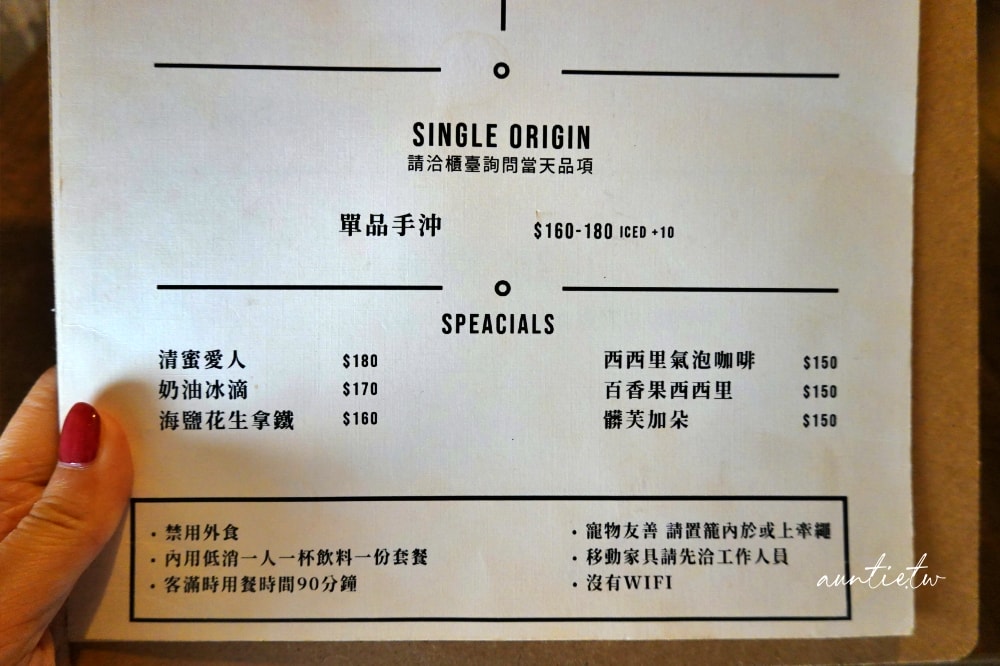 SINGLE ORIGIN
請洽櫃臺詢問當天品項
單品手沖 $160-180 ICED +10
SPEACIALS
清蜜愛人 $180
奶油冰滴 $170
海鹽花生拿鐵 $160
西西里氣泡咖啡 $150
百香果西西里 $150
髒芙加朵 $150
• 禁用外食
• 內用低消一人一杯飲料一份套餐
• 客滿時用餐時間90分鐘
• 寵物友善 請置籠內於或上牽繩
• 移動家具請先洽工作人員
• 沒有WIFI
auntie.tw